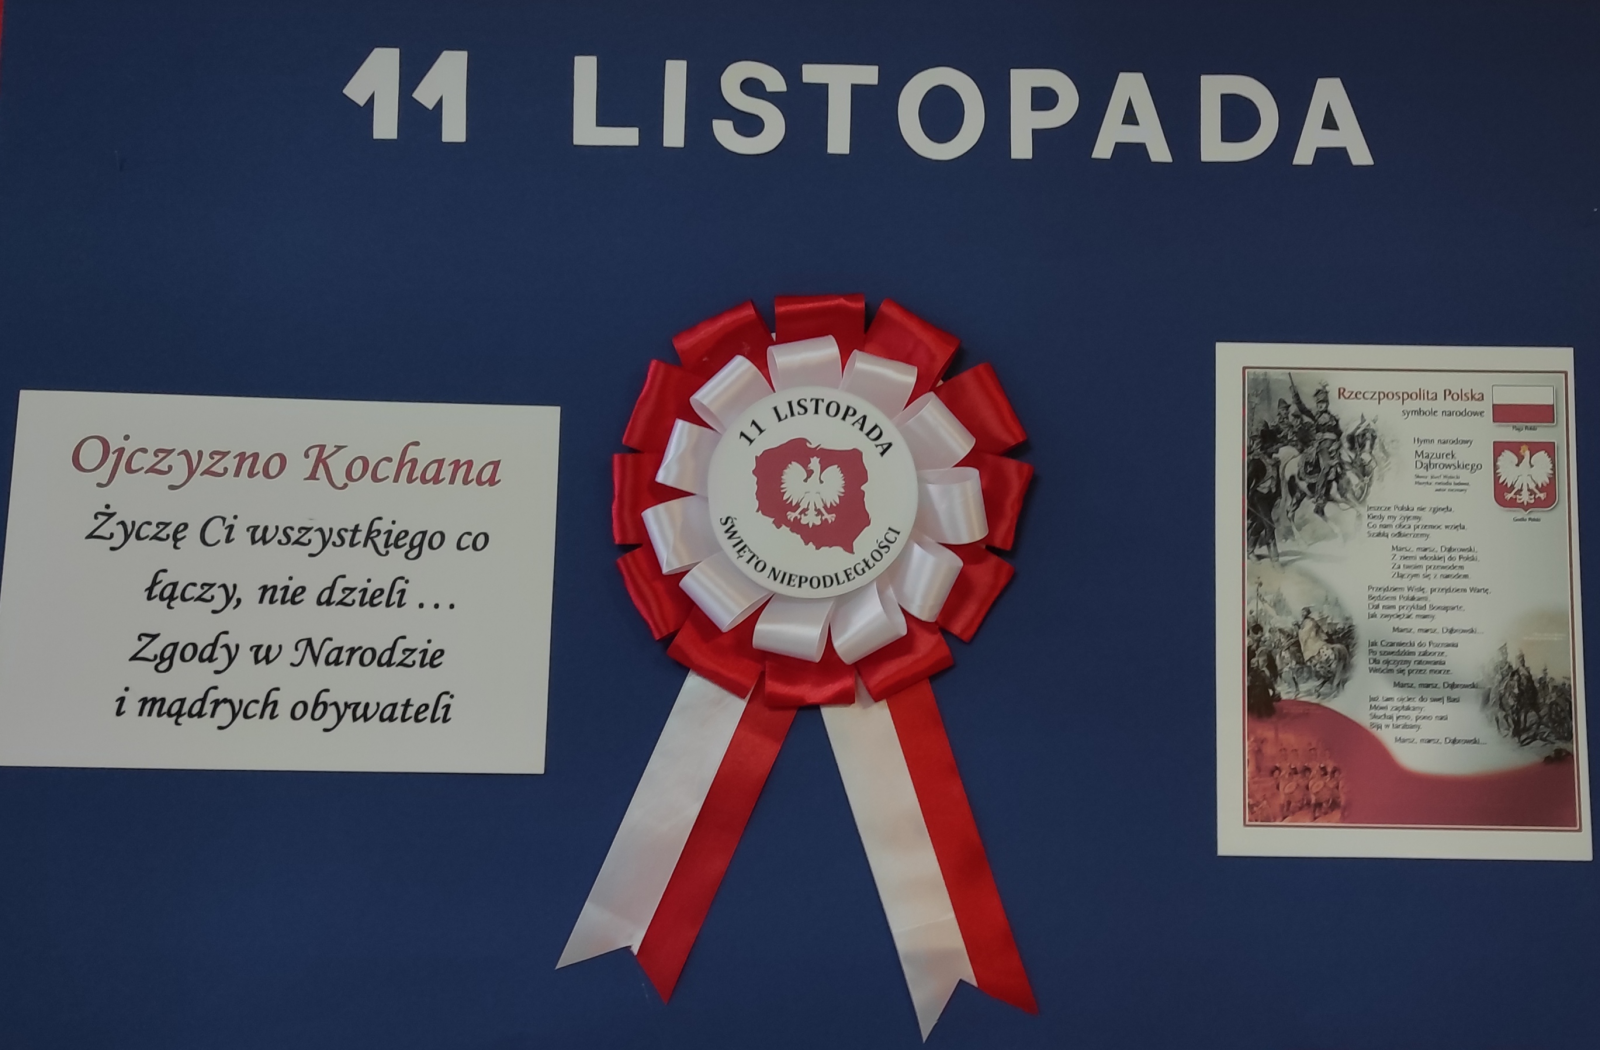 11 LISTOPADA
Ojczyzno Kochana
Życzę Ci wszystkiego co
łączy, nie dzieli ...
Zgody w Narodzie
i mądrych obywateli
11 LISTOPADA
ŚWIĘTO NIEPODLEGŁOŚCI
Rzeczpospolita Polska
symbole narodowe
Flaga Polski
Hymn narodowy
Mazurek
Dąbrowskiego
Godło Polski
Jeszcze Polska nie zginęła,
Kiedy my żyjemy.
Co nam obca przemoc wzięła,
Szablą odbierzemy.
Marsz, marsz, Dąbrowski,
Z ziemi włoskiej do Polski,
Za twoim przewodem
Złączym się z narodem.
Przejdziem Wisłę, przejdziem Wartę,
Będziem Polakami,
Dał nam przykład Bonaparte,
Jak zwyciężać mamy.
Marsz, marsz, Dąbrowski...
Jak Czarniecki do Poznania
Po szwedzkim zaborze,
Dla ojczyzny ratowania
Wrócim się przez morze.
Marsz, marsz, Dąbrowski...
Już tam ojciec do swej Basi
Mówi zapłakany:
Słuchaj jeno, pono nasi
Biją w tarabany.
Marsz, marsz, Dąbrowski...